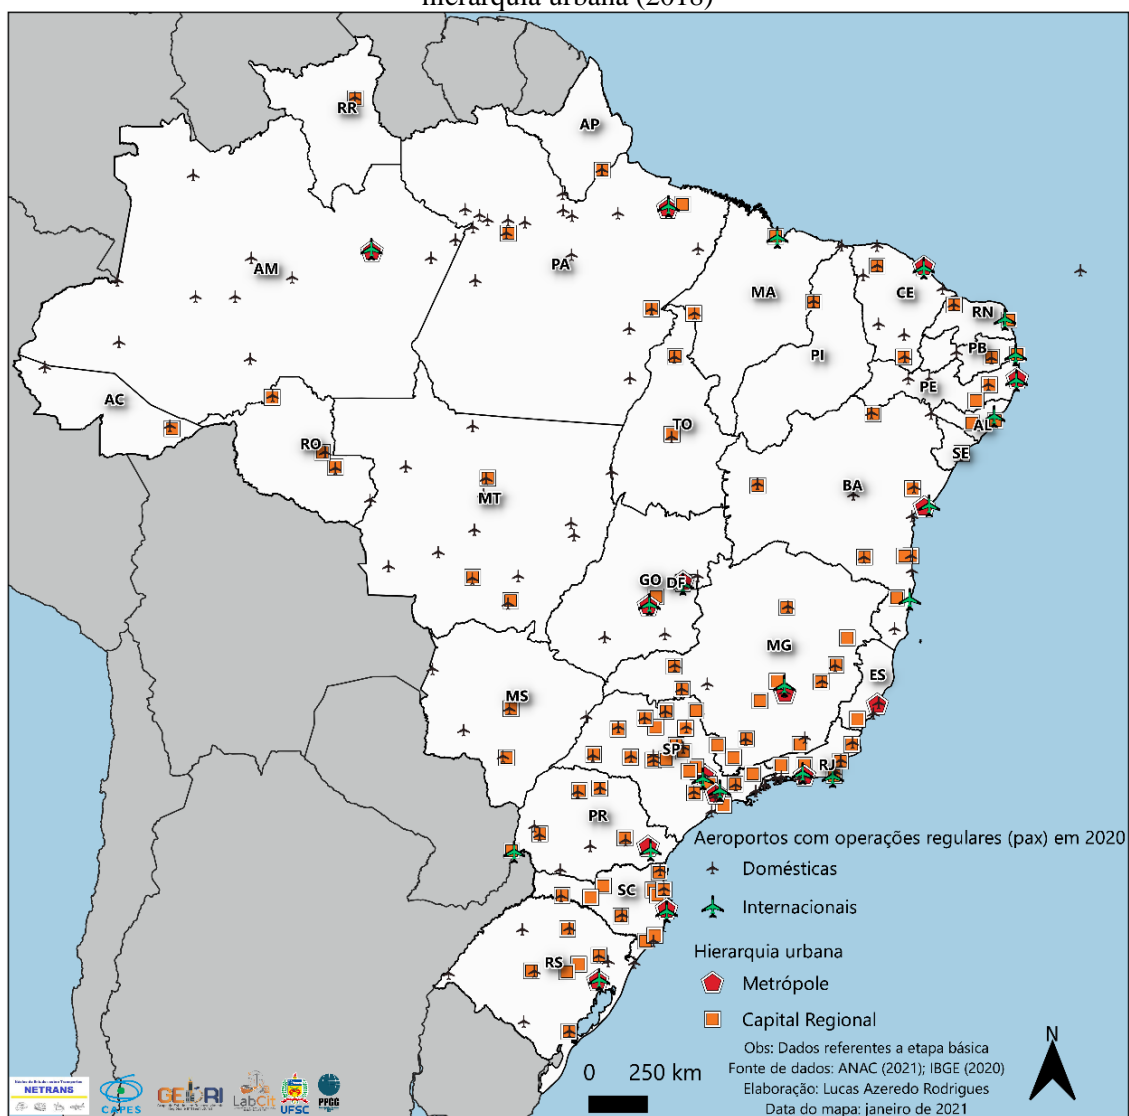 hierarquia urbana (2018)
RR
AP
AM
PA
MA
CE
RN
PB
PI
PE
AC
TO
AL
RO
SE
MT
BA
GO
DF
MG
ES
MS
SP
RJ
PR
SC
RS
Aeroportos com operações regulares (pax) em 2020
Domésticas
Internacionais
Hierarquia urbana
Metrópole
Capital Regional
Obs: Dados referentes a etapa básica
Fonte de dados: ANAC (2021); IBGE (2020)
Elaboração: Lucas Azeredo Rodrigues
Data do mapa: janeiro de 2021
N
0 250 km
NETRANS
CAPES
LabCit
UFSC
PPGG